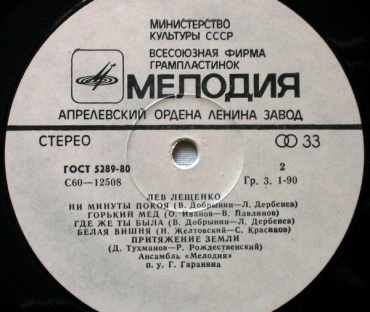 МИНИСТЕРСТВО
КУЛЬТУРЫ СССР
ВСЕСОЮЗНАЯ ФИРМА
ГРАМПЛАСТИНОК
МЕЛОДИЯ
АПРЕЛЕВСКИЙ ОРДЕНА ЛЕНИНА ЗАВОД
СТЕРЕО 33
ГОСТ 5289-80 2
С60—12508 Гр. 3. 1-90
ЛЕВ ЛЕЩЕНКО
НИ МИНУТЫ ПОКОЯ (В. Добрынин—Л. Дербенев)
ГОРЬКИЙ МЕД (О. Иванов—В. Павлинов)
ГДЕ ЖЕ ТЫ БЫЛА (В. Добрынин—Л. Дербенев)
БЕЛАЯ ВИШНЯ (Н. Желтовский—С. Красиков)
ПРИТЯЖЕНИЕ ЗЕМЛИ
(Д. Тухманов—Р. Рождественский)
Ансамбль «Мелодия»
п. у. Г. Гараняна